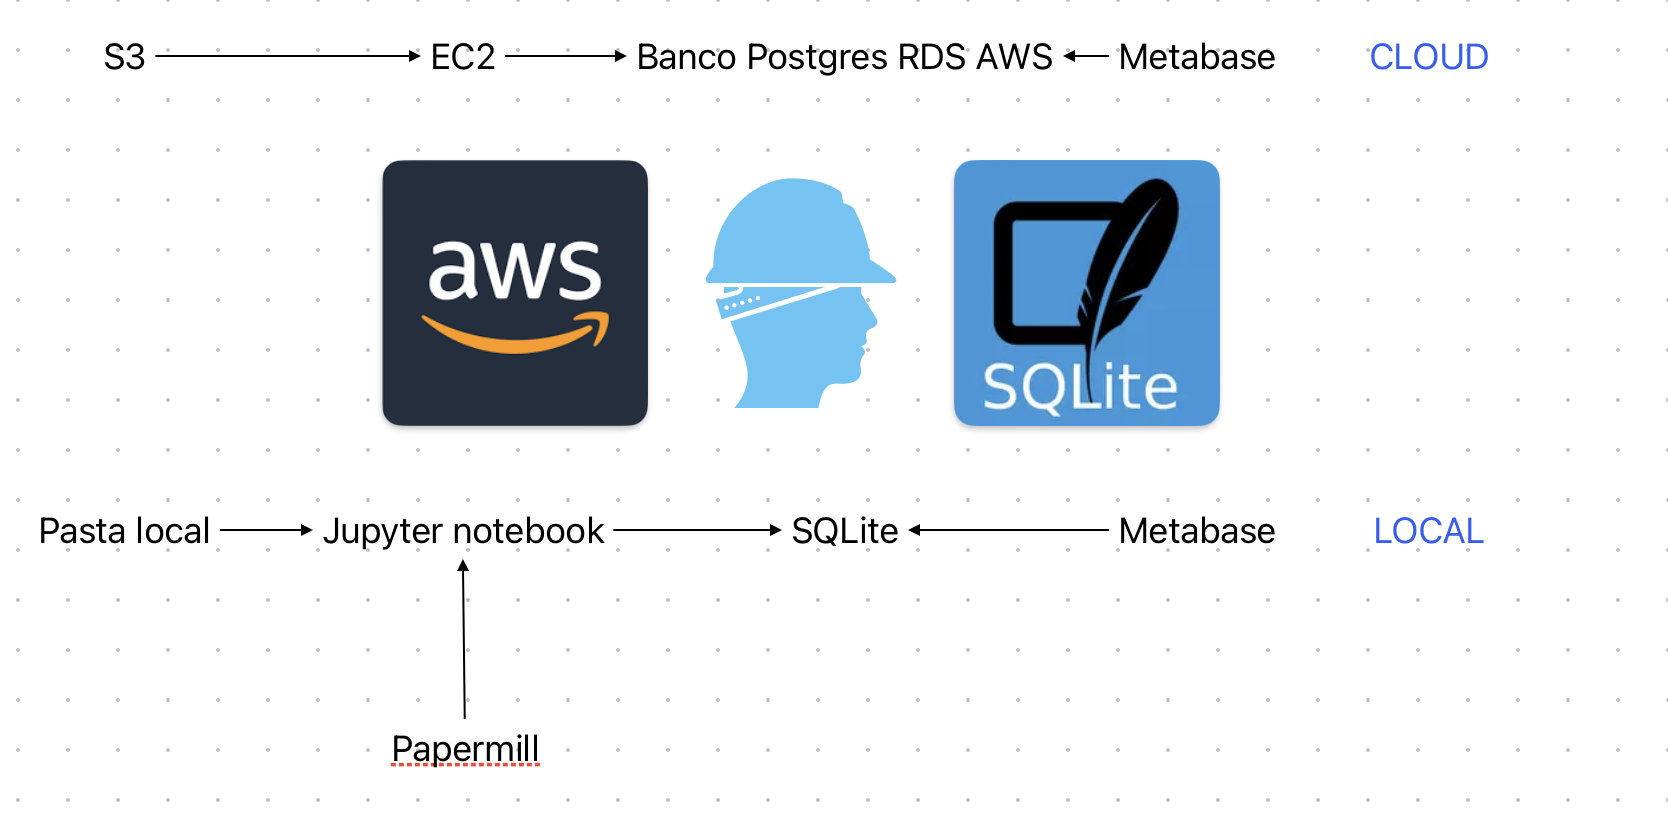 S3 EC2 Banco Postgres RDS AWS Metabase CLOUD
aws
SQLite
Pasta local Jupyter notebook SQLite Metabase LOCAL
Papermill